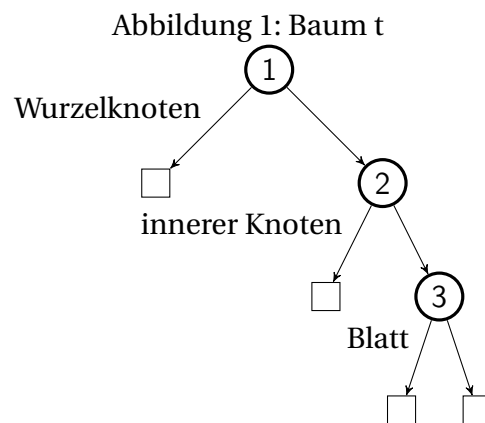 Abbildung 1: Baum t
1
Wurzelknoten
2
innerer Knoten
3
Blatt